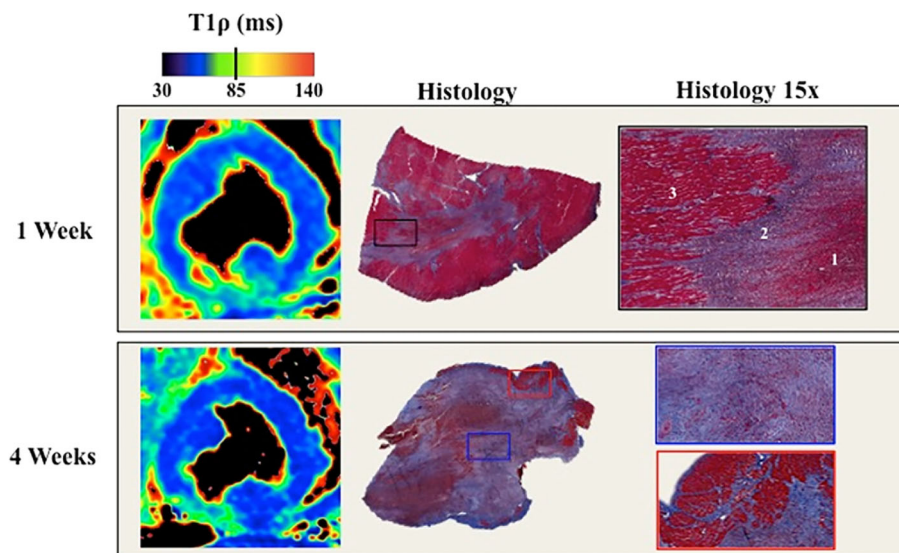 T1ρ (ms)
30 85 140
Histology
Histology 15x
1 Week
3
2
1
4 Weeks